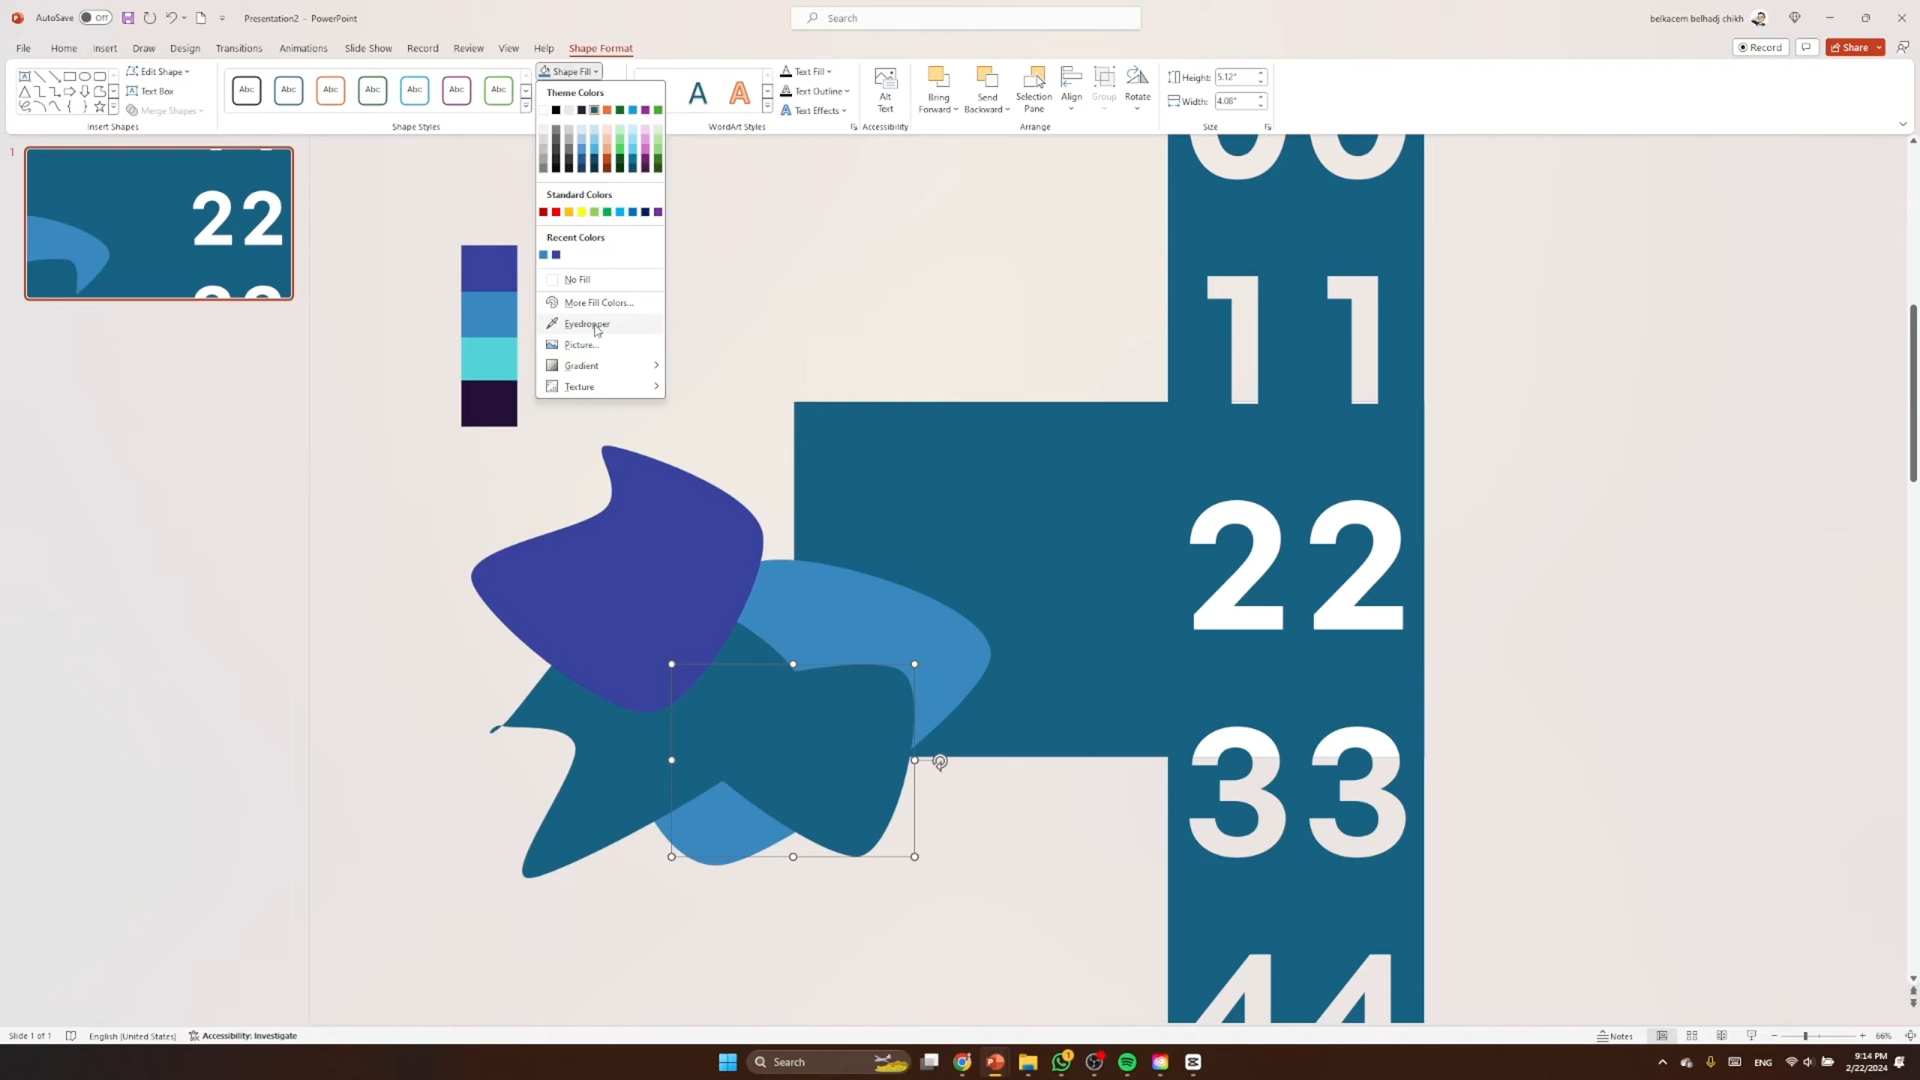 AutoSave Off Presentation2 - PowerPoint Search belkacem belhadj chikh
File Home Insert Draw Design Transitions Animations Slide Show Record Review View Help Shape Format Record Share
Edit Shape
Text Box
Merge Shapes
Insert Shapes
Abc Abc Abc Abc Abc Abc Abc
Shape Styles
Shape Fill
Theme Colors
Standard Colors
Recent Colors
No Fill
More Fill Colors...
Eyedropper
Picture...
Gradient
Texture
A A
Text Fill
Text Outline
Text Effects
WordArt Styles
Alt Text
Accessibility
Bring Forward
Send Backward
Selection Pane
Align
Group
Rotate
Arrange
Height: 5.12"
Width: 4.08"
Size
1
22
00
11
22
33
44
Slide 1 of 1 English (United States) Accessibility: Investigate Notes 66%
Search 1 ENG 9:14 PM
2/22/2024